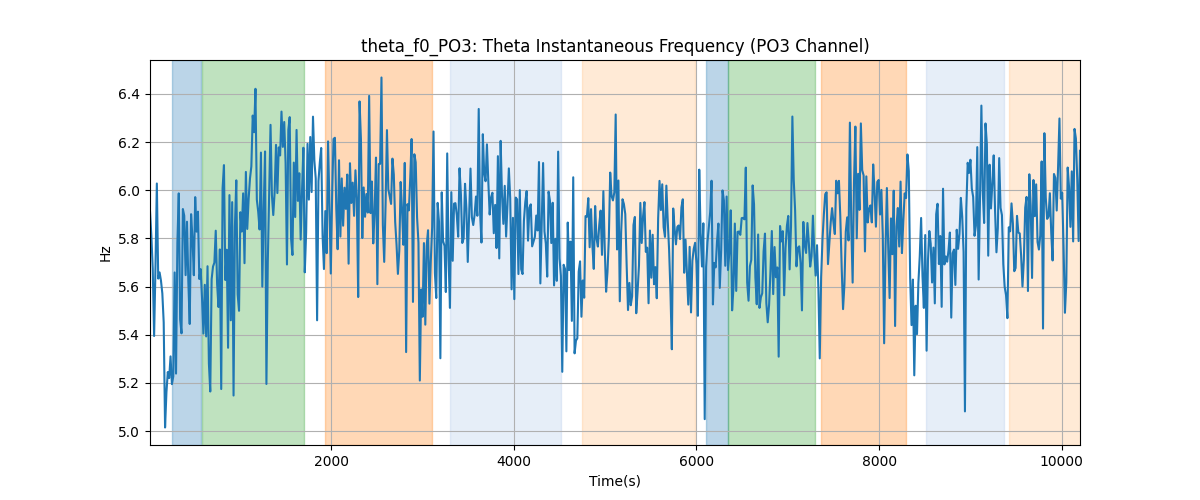 theta_f0_PO3: Theta Instantaneous Frequency (PO3 Channel)
6.4
6.2
6.0
5.8
5.6
5.4
5.2
5.0
Hz
2000 4000 6000 8000 10000
Time(s)